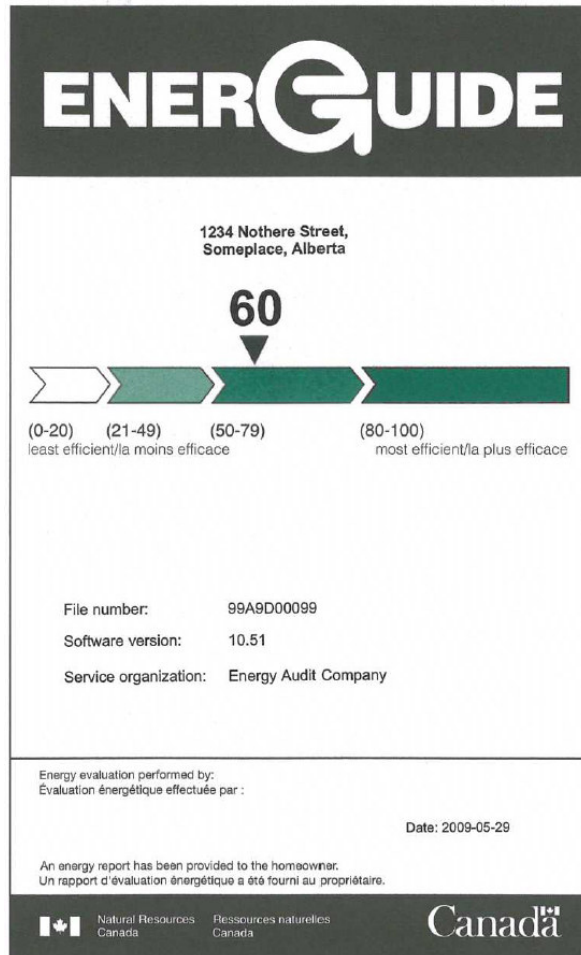 ENERGUIDE
1234 Nothere Street,
Someplace, Alberta
60
(0-20) (21-49) (50-79) (80-100)
least efficient/la moins efficace most efficient/la plus efficace
File number: 99A9D00099
Software version: 10.51
Service organization: Energy Audit Company
Energy evaluation performed by:
Évaluation énergétique effectuée par :
Date: 2009-05-29
An energy report has been provided to the homeowner.
Un rapport d'évaluation énergétique a été fourni au propriétaire.
Natural Resources Ressources naturelles
Canada Canada
Canada